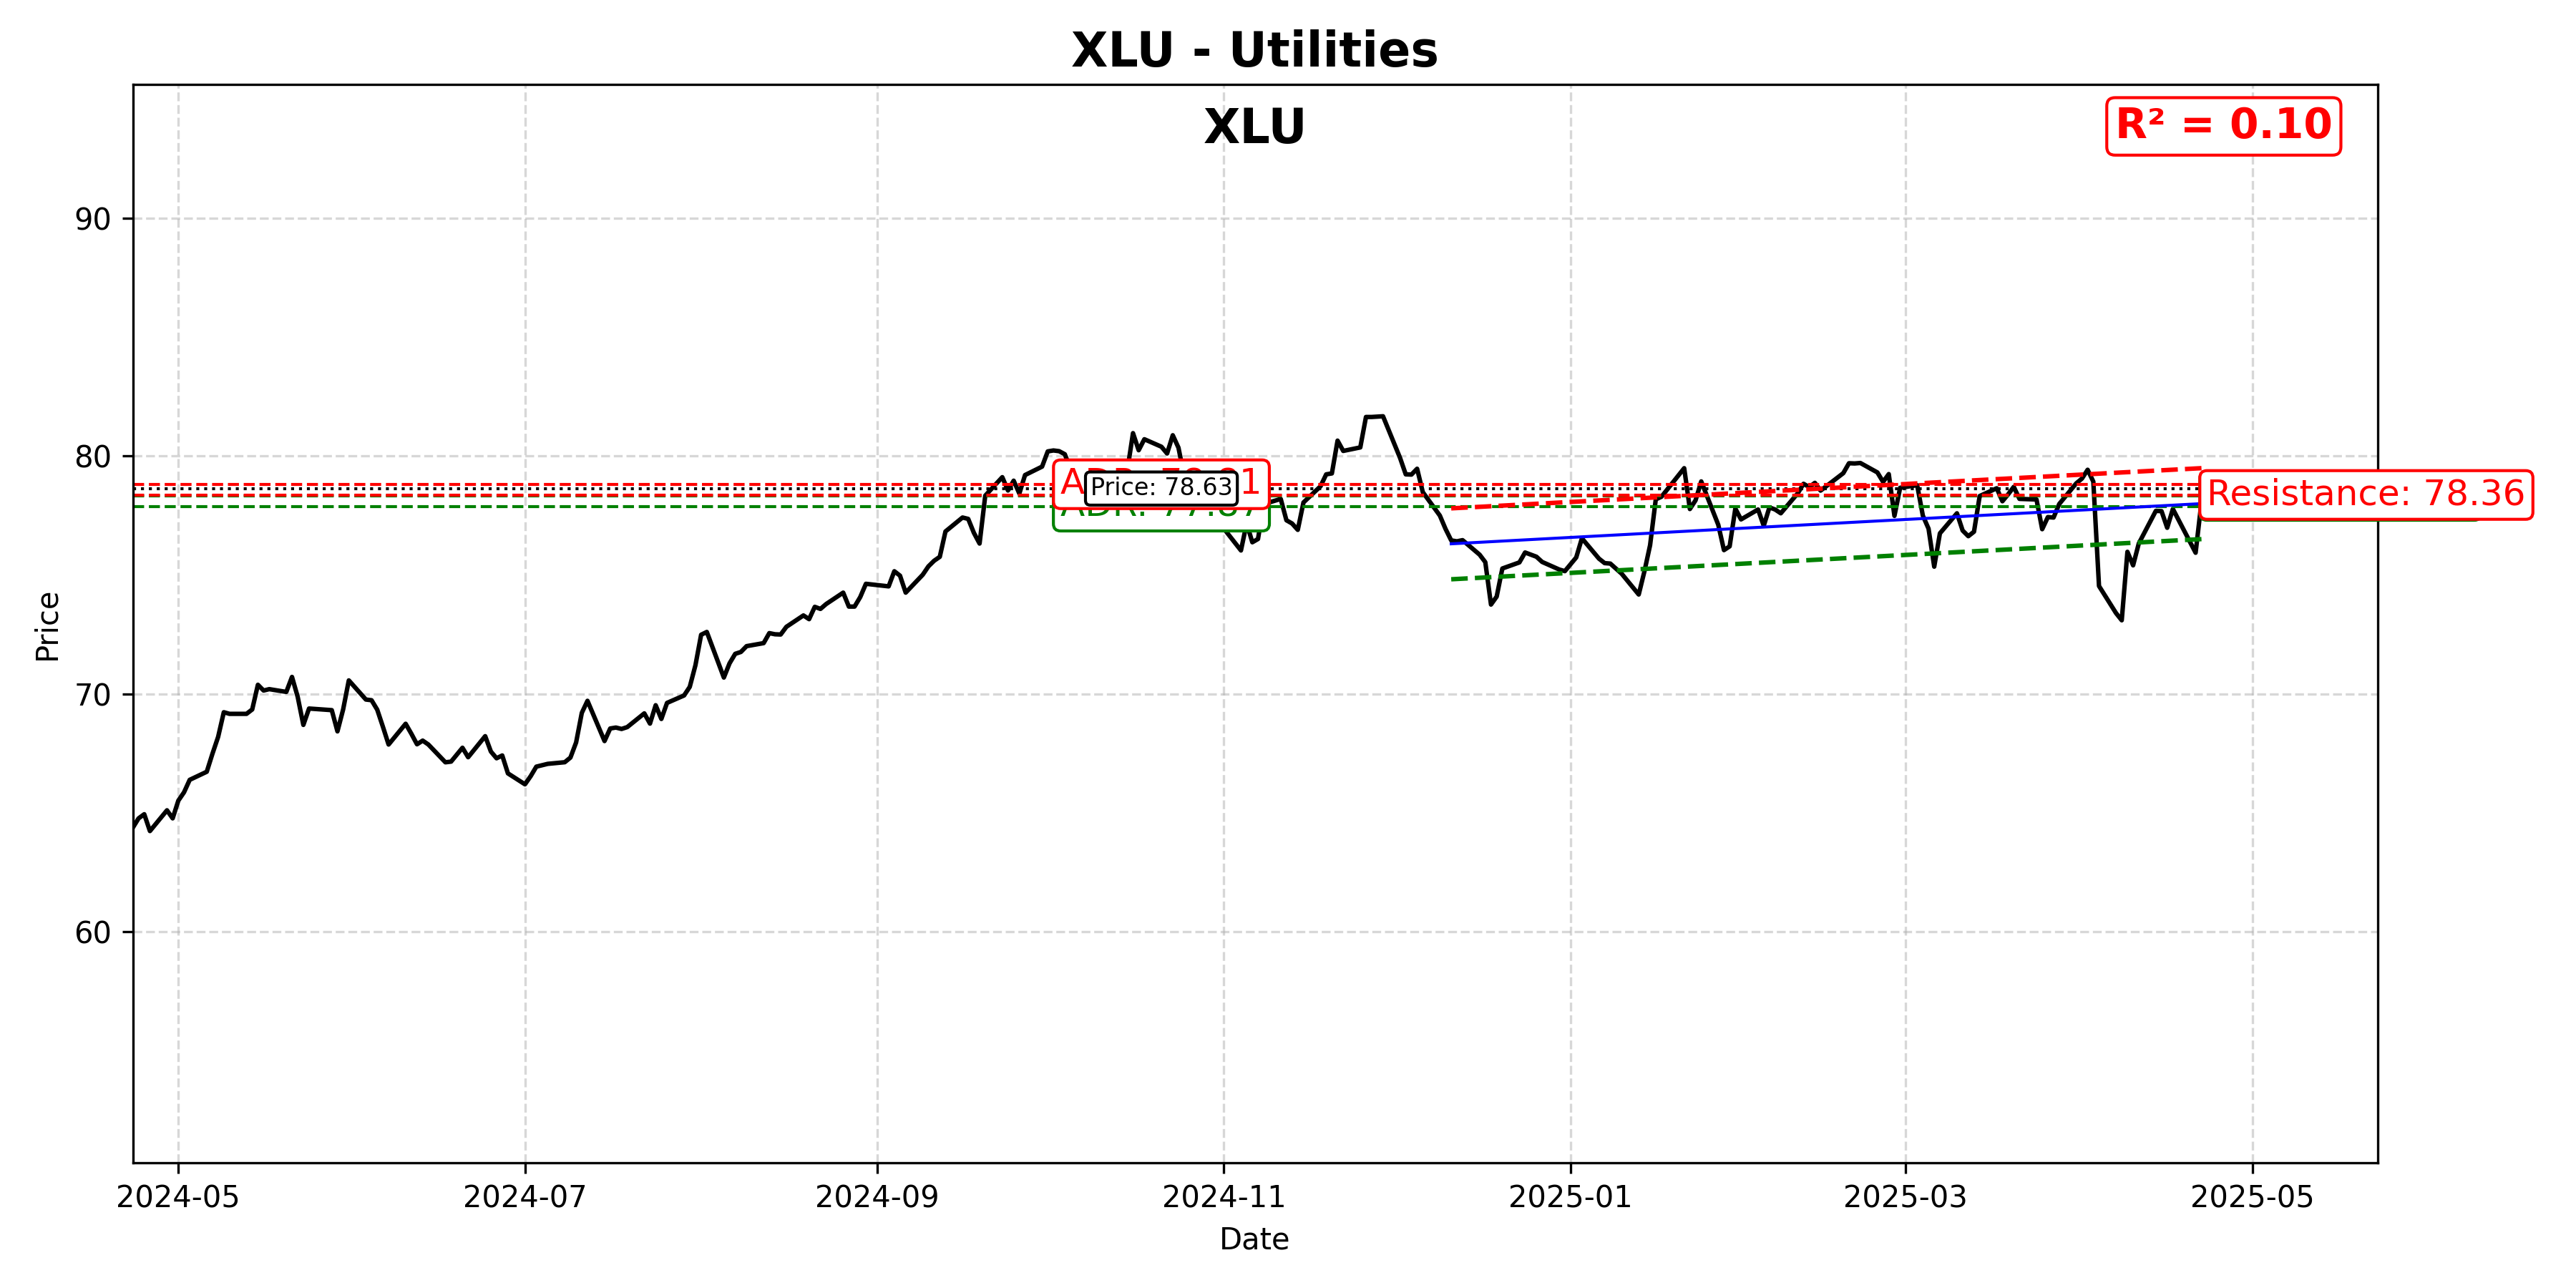 XLU - Utilities
XLU
R² = 0.10
90
80
70
60
Price
Price: 78.63
Resistance: 78.36
2024-05
2024-07
2024-09
2024-11
2025-01
2025-03
2025-05
Date